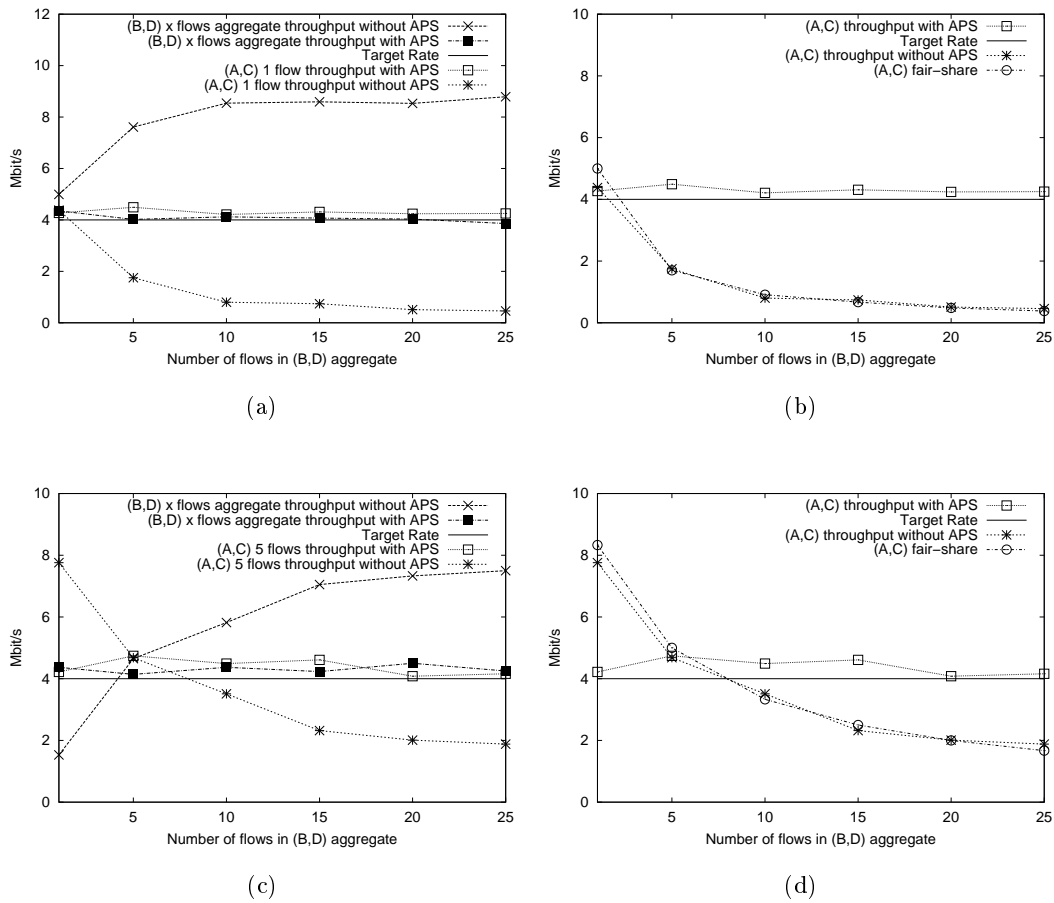 12
10
8
6
4
2
0
Mbit/s
5
10
15
20
25
Number of flows in (B,D) aggregate
(B,D) x flows aggregate throughput without APS
(B,D) x flows aggregate throughput with APS
Target Rate
(A,C) 1 flow throughput with APS
(A,C) 1 flow throughput without APS
(a)
10
8
6
4
2
0
Mbit/s
5
10
15
20
25
Number of flows in (B,D) aggregate
(A,C) throughput with APS
Target Rate
(A,C) throughput without APS
(A,C) fair-share
(b)
10
8
6
4
2
0
Mbit/s
5
10
15
20
25
Number of flows in (B,D) aggregate
(B,D) x flows aggregate throughput without APS
(B,D) x flows aggregate throughput with APS
Target Rate
(A,C) 5 flows throughput with APS
(A,C) 5 flows throughput without APS
(c)
10
8
6
4
2
0
Mbit/s
5
10
15
20
25
Number of flows in (B,D) aggregate
(A,C) throughput with APS
Target Rate
(A,C) throughput without APS
(A,C) fair-share
(d)